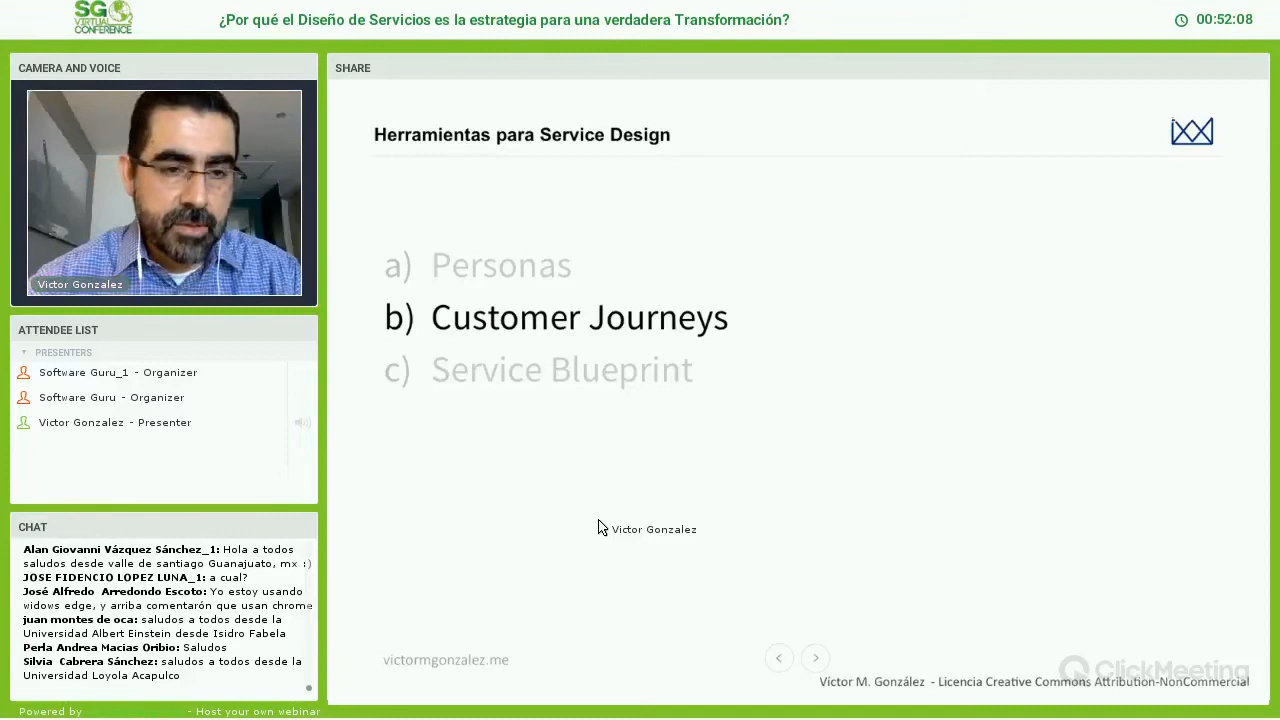 SG
VIRTUAL
CONFERENCE
¿Por qué el Diseño de Servicios es la estrategia para una verdadera Transformación?
00:52:08
CAMERA AND VOICE
Victor Gonzalez
ATTENDEE LIST
PRESENTERS
Software Guru_1 - Organizer
Software Guru - Organizer
Victor Gonzalez - Presenter
CHAT
Alan Giovanni Vázquez Sánchez_1: Hola a todos
saludos desde valle de santiago Guanajuato, mx :)
JOSE FIDENCIO LOPEZ LUNA_1: a cual?
José Alfredo Arredondo Escoto: Yo estoy usando
widows edge, y arriba comentarón que usan chrome
juan montes de oca: saludos a todos desde la
Universidad Albert Einstein desde Isidro Fabela
Perla Andrea Macias Oribio: Saludos
Silvia Cabrera Sánchez: saludos a todos desde la
Universidad Loyola Acapulco
Powered by - Host your own webinar
SHARE
Herramientas para Service Design
a) Personas
b) Customer Journeys
c) Service Blueprint
Victor Gonzalez
victormgonzalez.me
ClickMeeting
Víctor M. González - Licencia Creative Commons Attribution-NonCommercial